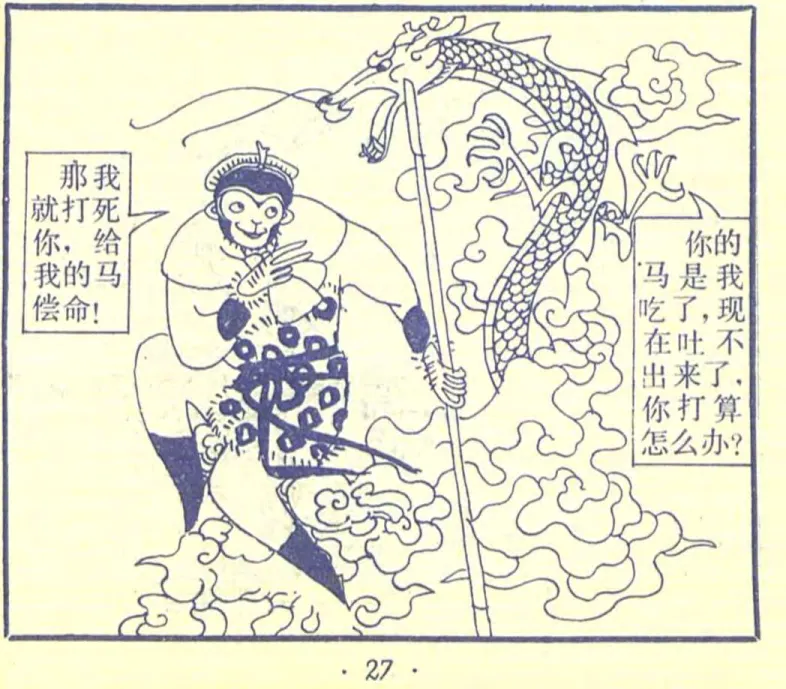 那我
就打死
你，给
我的马
偿命！
你的
马是我
吃了，现
在吐不
出来了，
你打算
怎么办？
· 27 ·